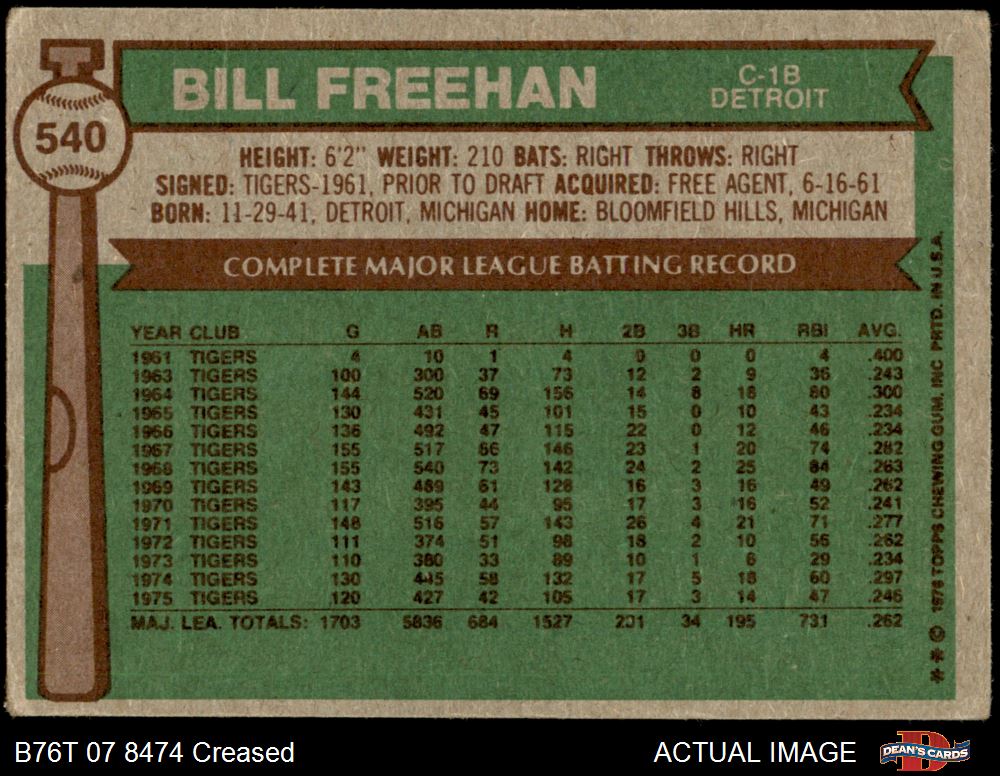 540
BILL FREEHAN
C-1B
DETROIT
HEIGHT: 6'2" WEIGHT: 210 BATS: RIGHT THROWS: RIGHT
SIGNED: TIGERS-1961, PRIOR TO DRAFT ACQUIRED: FREE AGENT, 6-16-61
BORN: 11-29-41, DETROIT, MICHIGAN HOME: BLOOMFIELD HILLS, MICHIGAN
COMPLETE MAJOR LEAGUE BATTING RECORD
YEAR CLUB G AB R H 2B 3B HR RBI AVG.
1961 TIGERS 4 10 1 4 0 0 0 4 .400
1963 TIGERS 100 300 37 73 12 2 9 36 .243
1964 TIGERS 144 520 69 156 14 8 18 80 .300
1965 TIGERS 130 431 45 101 15 0 10 43 .234
1966 TIGERS 136 492 47 115 22 0 12 46 .234
1967 TIGERS 155 517 66 146 23 1 20 74 .282
1968 TIGERS 155 540 73 142 24 2 25 84 .263
1969 TIGERS 143 489 61 128 16 3 16 49 .262
1970 TIGERS 117 395 44 95 17 3 16 52 .241
1971 TIGERS 148 516 57 143 26 4 21 71 .277
1972 TIGERS 111 374 51 98 18 2 10 56 .262
1973 TIGERS 110 380 33 89 10 1 6 29 .234
1974 TIGERS 130 445 58 132 17 5 18 60 .297
1975 TIGERS 120 427 42 105 17 3 14 47 .246
MAJ. LEA. TOTALS: 1703 5836 684 1527 231 34 195 731 .262
** © 1976 TOPPS CHEWING GUM, INC PRTD. IN U.S.A.
B76T 07 8474 Creased
ACTUAL IMAGE
D
DEAN'S CARDS